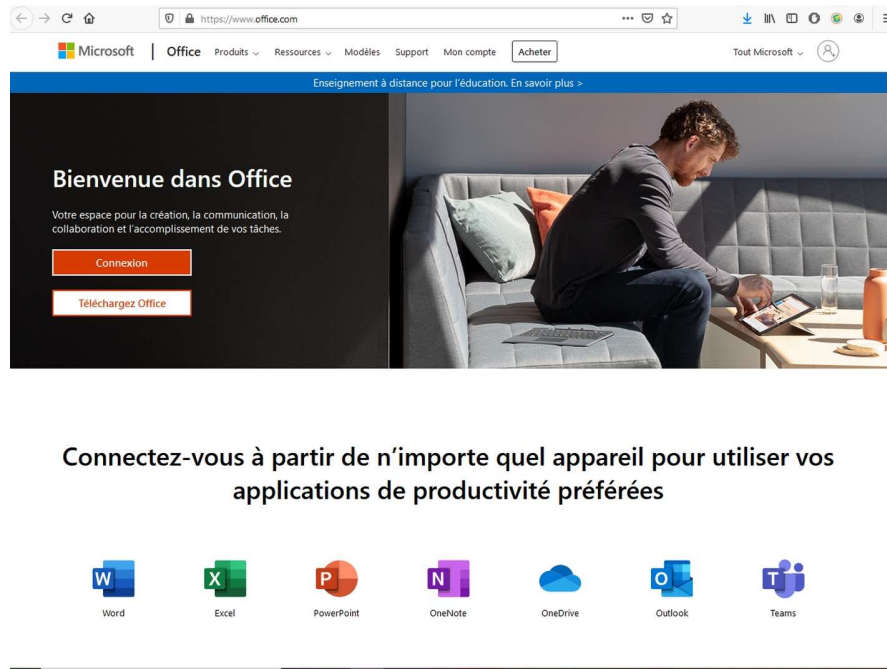 https://www.office.com
Microsoft | Office Produits Ressources Modèles Support Mon compte Acheter Tout Microsoft
Enseignement à distance pour l'éducation. En savoir plus >
Bienvenue dans Office
Votre espace pour la création, la communication, la
collaboration et l'accomplissement de vos tâches.
Connexion
Téléchargez Office
Connectez-vous à partir de n'importe quel appareil pour utiliser vos
applications de productivité préférées
W X P N O T
Word Excel PowerPoint OneNote OneDrive Outlook Teams